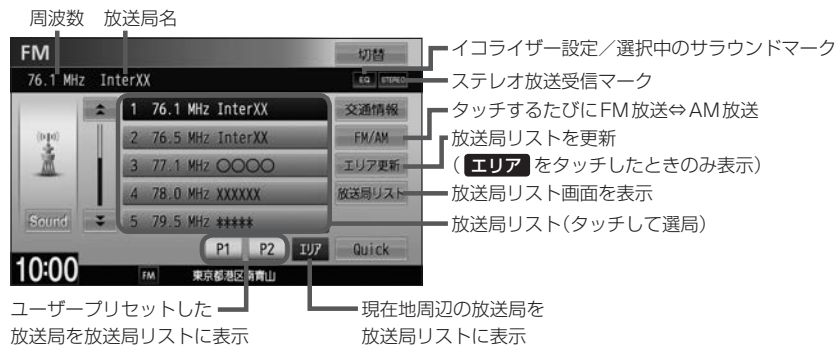 周波数 放送局名
FM
切替
76.1 MHz InterXX
EQ STEREO
1 76.1 MHz InterXX
2 76.5 MHz InterXX
3 77.1 MHz ○○○○
4 78.0 MHz XXXXXX
5 79.5 MHz *****
交通情報
FM/AM
エリア更新
放送局リスト
Sound
P1 P2 エリア Quick
10:00
FM 東京都港区南青山
イコライザー設定／選択中のサラウンドマーク
ステレオ放送受信マーク
タッチするたびにFM放送⇔AM放送
放送局リストを更新
（ エリア をタッチしたときのみ表示）
放送局リスト画面を表示
放送局リスト（タッチして選局）
ユーザープリセットした
放送局を放送局リストに表示
現在地周辺の放送局を
放送局リストに表示